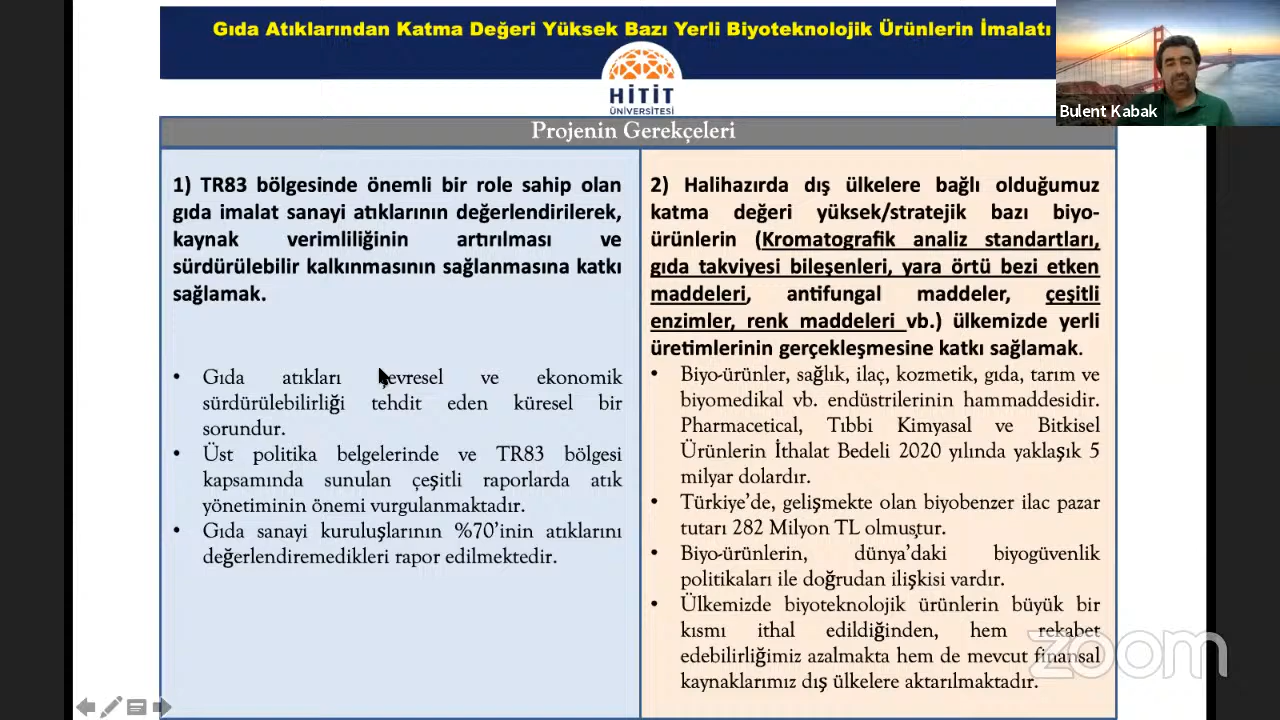 Gıda Atıklarından Katma Değeri Yüksek Bazı Yerli Biyoteknolojik Ürünlerin İmalatı
HİTİT
ÜNİVERSİTESİ
Bulent Kabak
Projenin Gerekçeleri
1) TR83 bölgesinde önemli bir role sahip olan
gıda imalat sanayi atıklarının değerlendirilerek,
kaynak verimliliğinin artırılması ve
sürdürülebilir kalkınmasının sağlanmasına katkı
sağlamak.
• Gıda atıkları çevresel ve ekonomik
sürdürülebilirliği tehdit eden küresel bir
sorundur.
• Üst politika belgelerinde ve TR83 bölgesi
kapsamında sunulan çeşitli raporlarda atık
yönetiminin önemi vurgulanmaktadır.
• Gıda sanayi kuruluşlarının %70’inin atıklarını
değerlendiremedikleri rapor edilmektedir.
2) Halihazırda dış ülkelere bağlı olduğumuz
katma değeri yüksek/stratejik bazı biyo-
ürünlerin (Kromatografik analiz standartları,
gıda takviyesi bileşenleri, yara örtü bezi etken
maddeleri, antifungal maddeler, çeşitli
enzimler, renk maddeleri vb.) ülkemizde yerli
üretimlerinin gerçekleşmesine katkı sağlamak.
• Biyo-ürünler, sağlık, ilaç, kozmetik, gıda, tarım ve
biyomedikal vb. endüstrilerinin hammaddesidir.
Pharmacetical, Tıbbi Kimyasal ve Bitkisel
Ürünlerin İthalat Bedeli 2020 yılında yaklaşık 5
milyar dolardır.
• Türkiye’de, gelişmekte olan biyobenzer ilac pazar
tutarı 282 Milyon TL olmuştur.
• Biyo-ürünlerin, dünya’daki biyogüvenlik
politikaları ile doğrudan ilişkisi vardır.
• Ülkemizde biyoteknolojik ürünlerin büyük bir
kısmı ithal edildiğinden, hem rekabet
edebilirliğimiz azalmakta hem de mevcut finansal
kaynaklarımız dış ülkelere aktarılmaktadır.
zoom